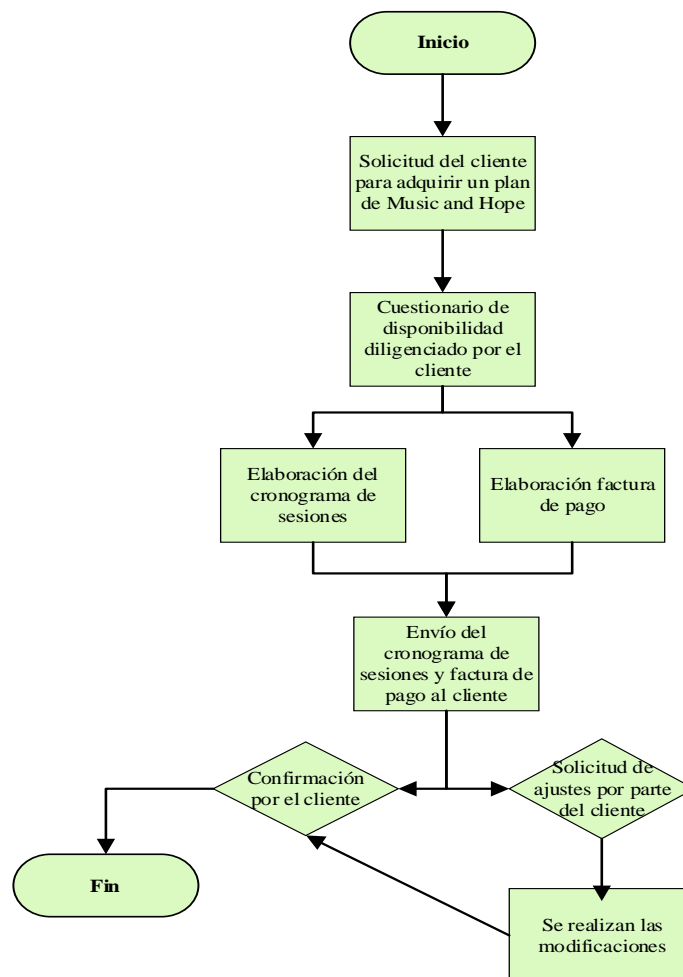 Inicio
Solicitud del cliente
para adquirir un plan
de Music and Hope
Cuestionario de
disponibilidad
diligenciado por el
cliente
Elaboración del
cronograma de
sesiones
Elaboración factura
de pago
Envío del
cronograma de
sesiones y factura de
pago al cliente
Confirmación
por el cliente
Solicitud de
ajustes por parte
del cliente
Fin
Se realizan las
modificaciones